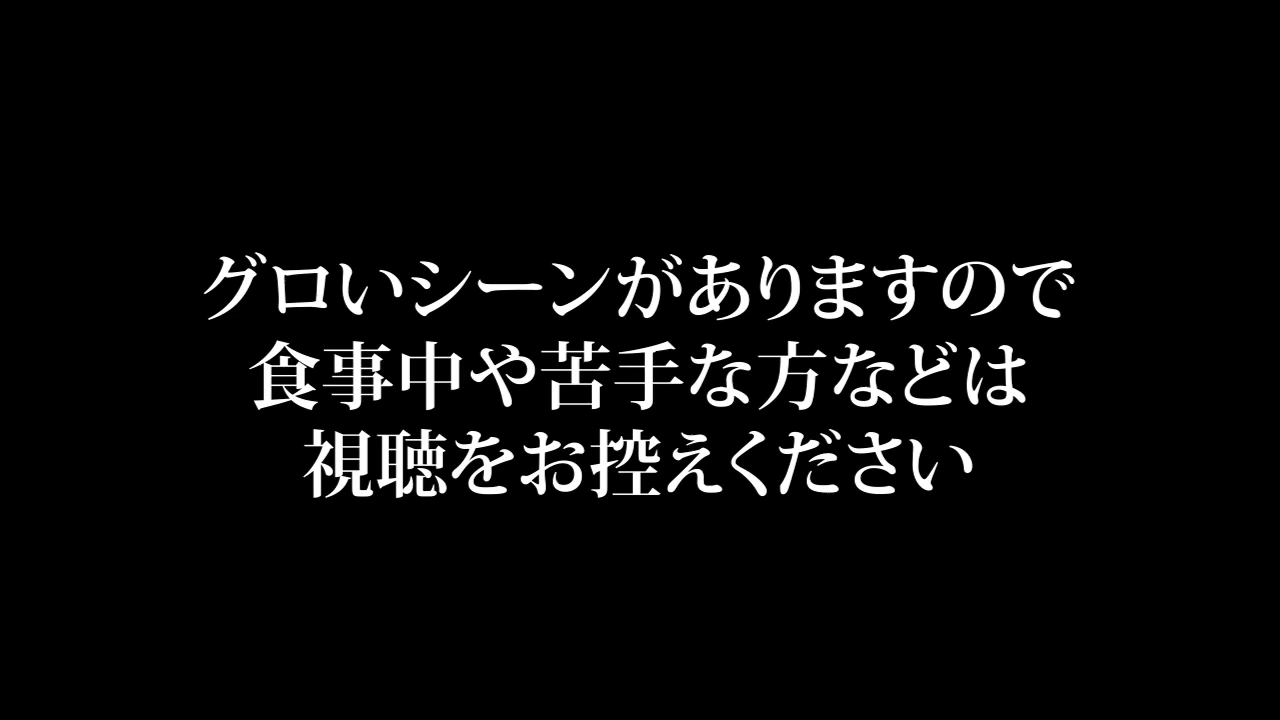 グロいシーンがありますので
食事中や苦手な方などは
視聴をお控えください